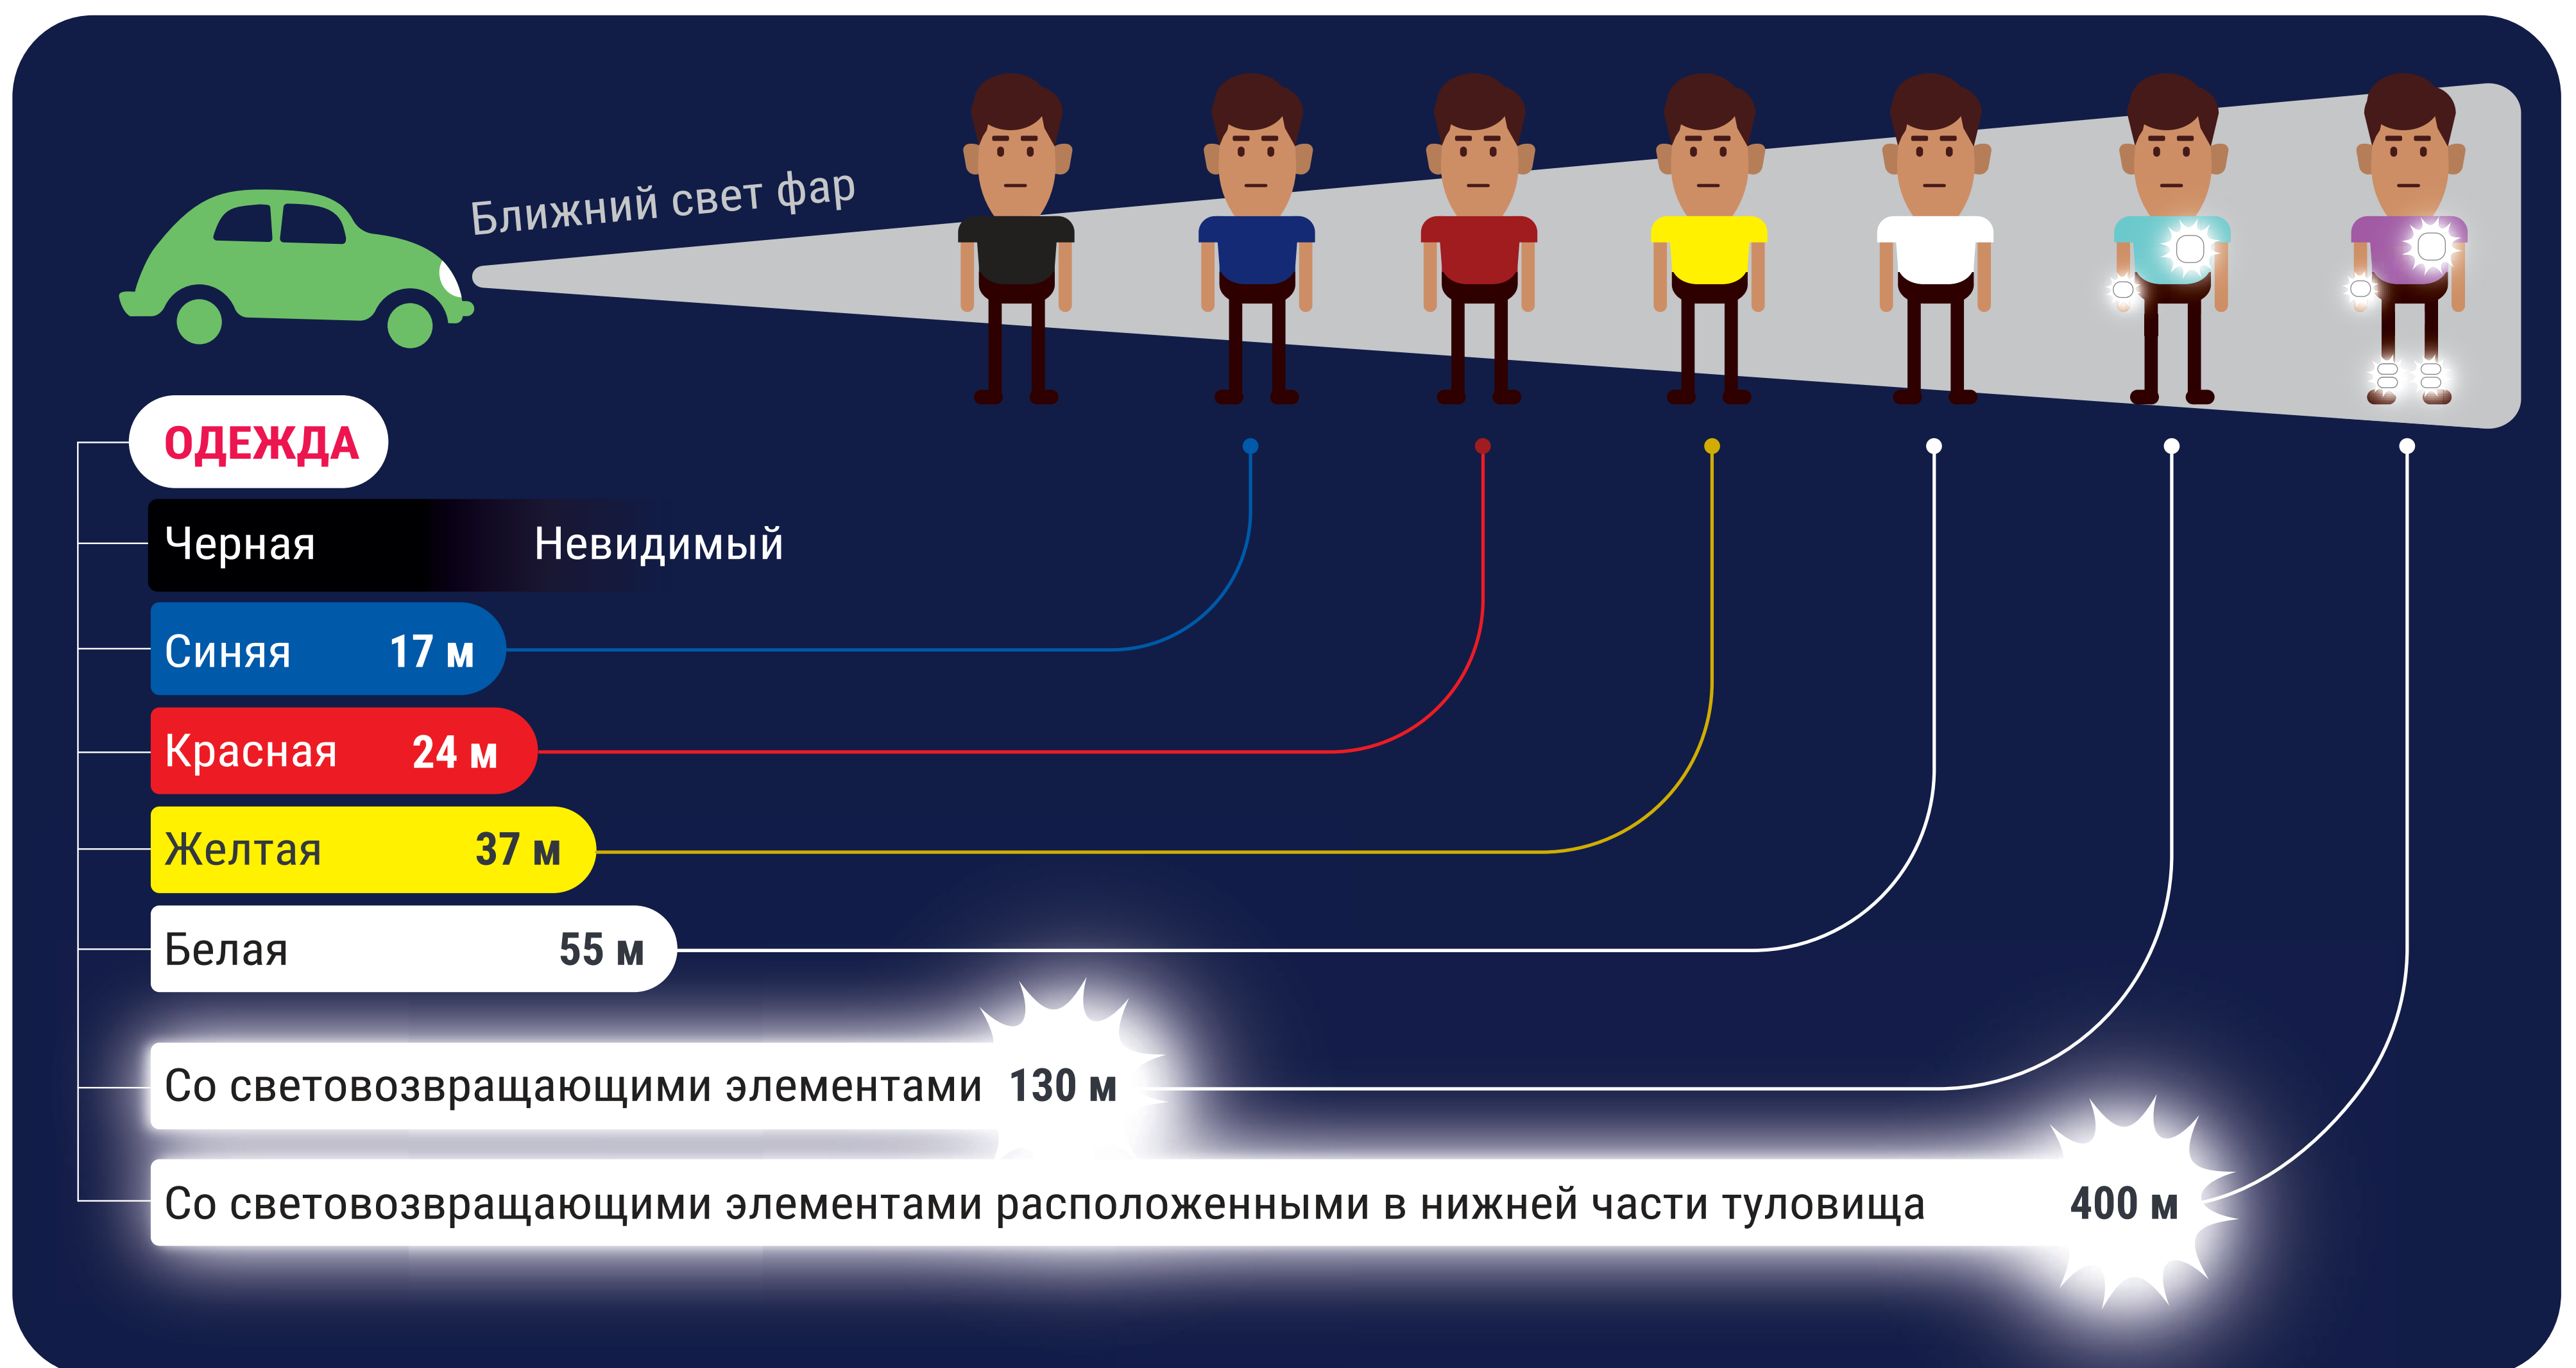 Ближний свет фар
ОДЕЖДА
Черная Невидимый
Синяя 17 м
Красная 24 м
Желтая 37 м
Белая 55 м
Со световозвращающими элементами 130 м
Со световозвращающими элементами расположенными в нижней части туловища 400 м